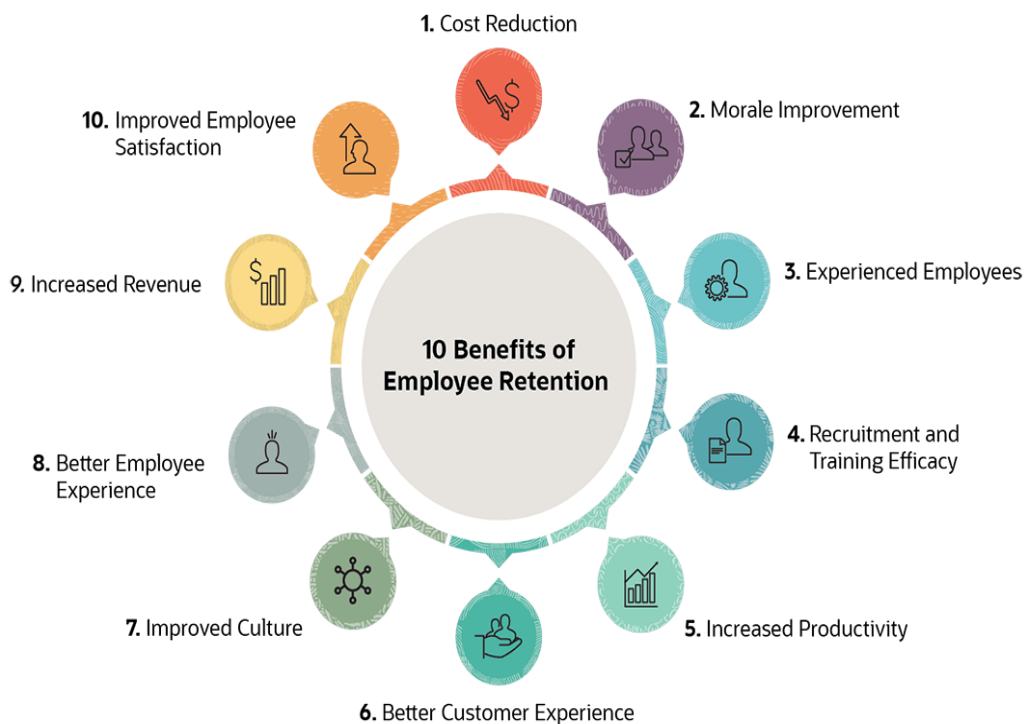 1. Cost Reduction
2. Morale Improvement
3. Experienced Employees
4. Recruitment and
Training Efficacy
5. Increased Productivity
6. Better Customer Experience
7. Improved Culture
8. Better Employee
Experience
9. Increased Revenue
10. Improved Employee
Satisfaction
10 Benefits of
Employee Retention
$
$